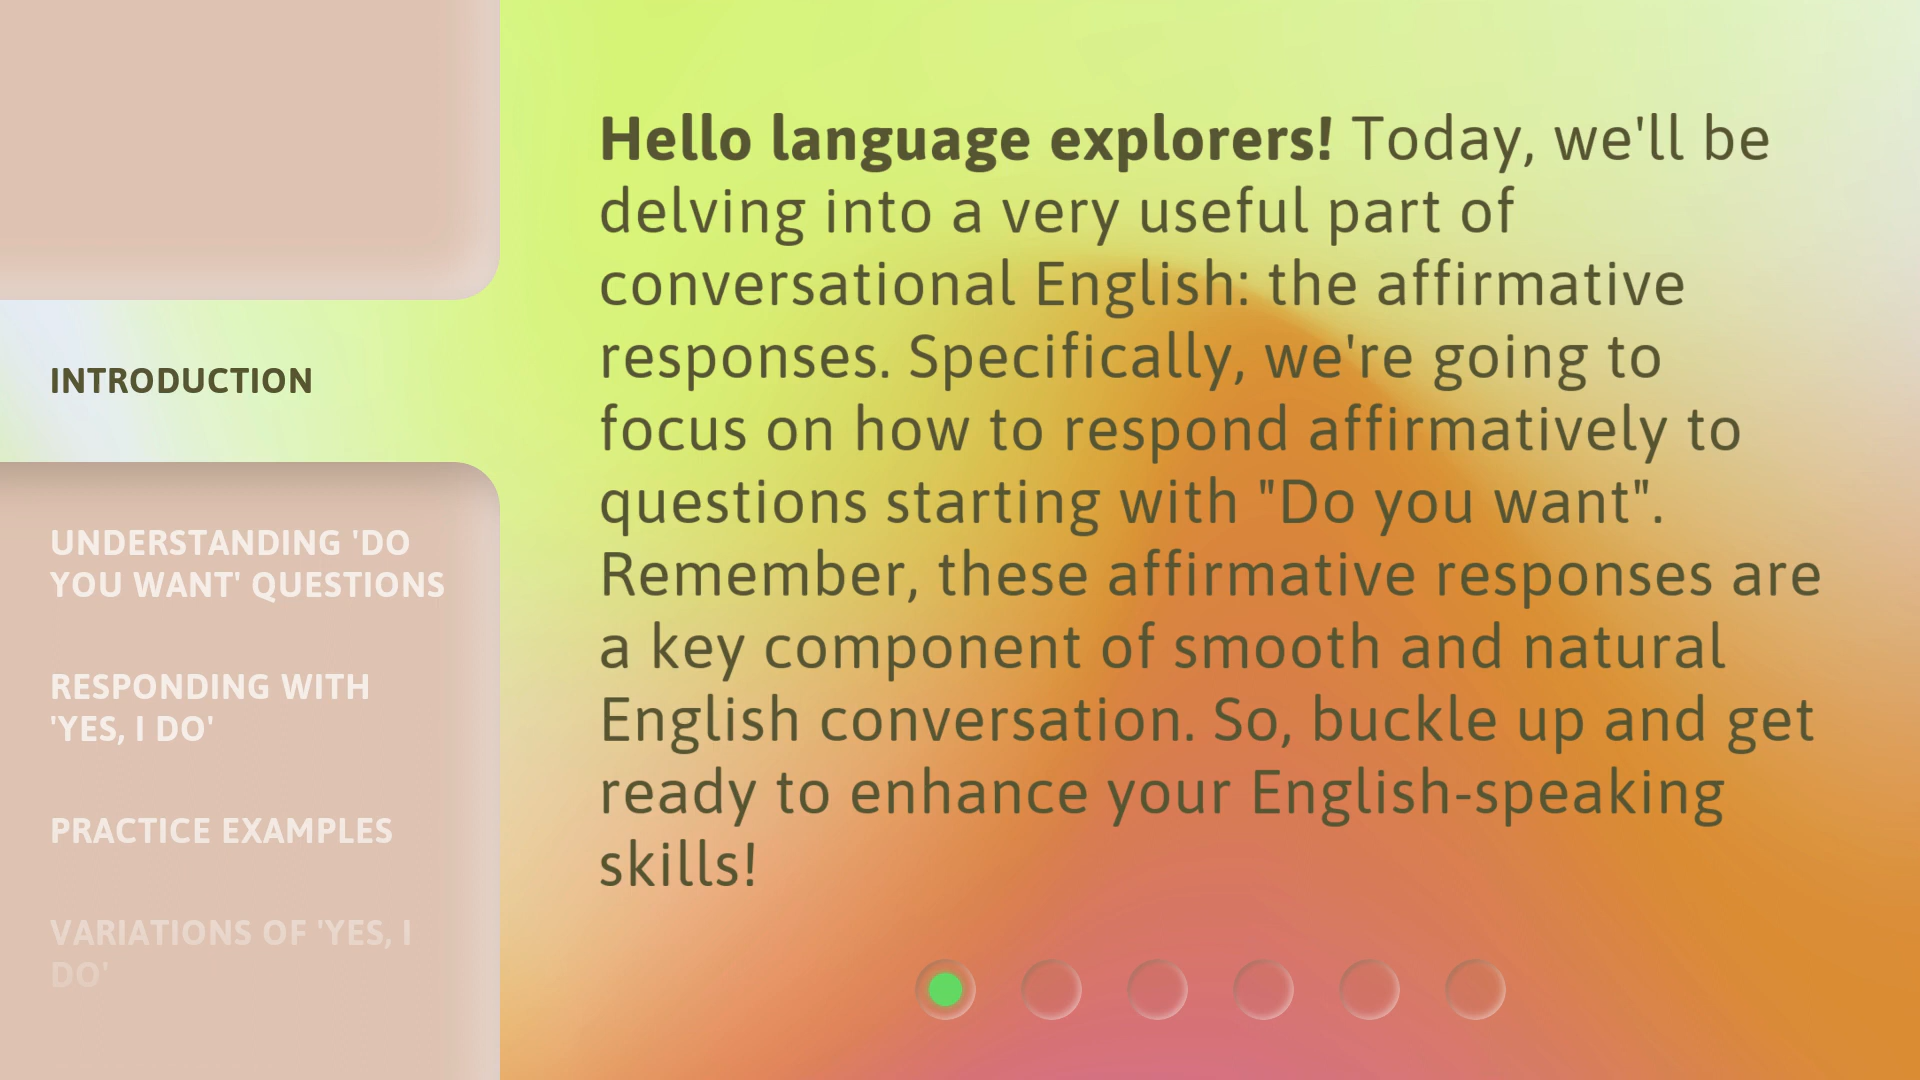 INTRODUCTION
UNDERSTANDING 'DO
YOU WANT' QUESTIONS
RESPONDING WITH
'YES, I DO'
PRACTICE EXAMPLES
VARIATIONS OF 'YES, I
DO'
Hello language explorers! Today, we'll be
delving into a very useful part of
conversational English: the affirmative
responses. Specifically, we're going to
focus on how to respond affirmatively to
questions starting with "Do you want".
Remember, these affirmative responses are
a key component of smooth and natural
English conversation. So, buckle up and get
ready to enhance your English-speaking
skills!